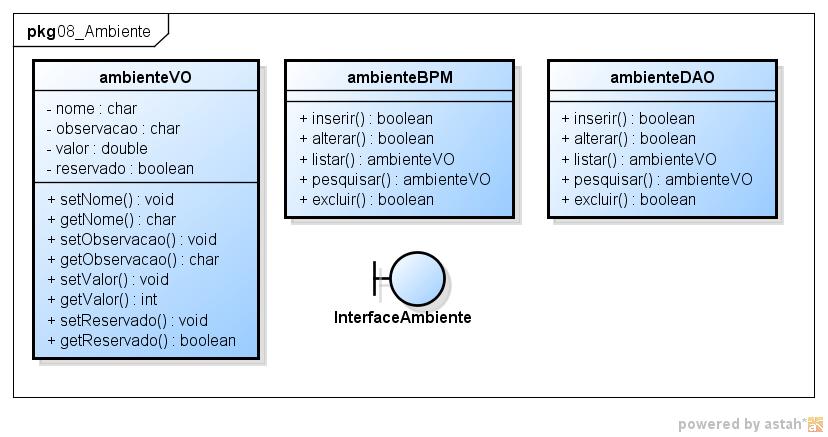 pkg08_Ambiente
ambienteVO
- nome : char
- observacao : char
- valor : double
- reservado : boolean
+ setNome() : void
+ getNome() : char
+ setObservacao() : void
+ getObservacao() : char
+ setValor() : void
+ getValor() : int
+ setReservado() : void
+ getReservado() : boolean
ambienteBPM
+ inserir() : boolean
+ alterar() : boolean
+ listar() : ambienteVO
+ pesquisar() : ambienteVO
+ excluir() : boolean
ambienteDAO
+ inserir() : boolean
+ alterar() : boolean
+ listar() : ambienteVO
+ pesquisar() : ambienteVO
+ excluir() : boolean
InterfaceAmbiente
powered by astah*